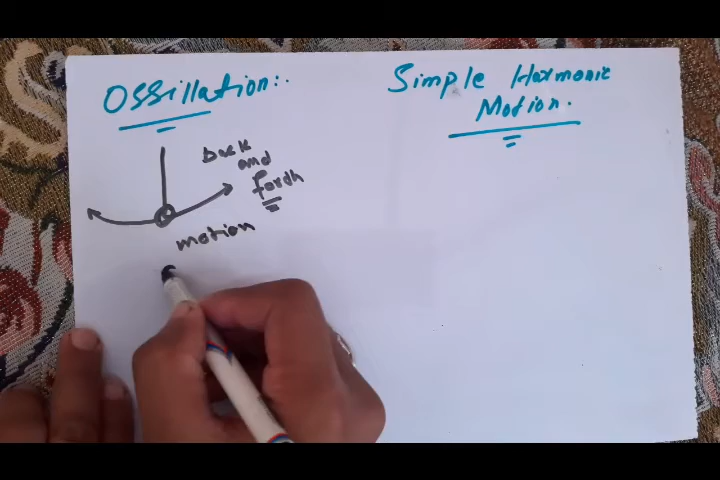 Ossillation:.
back
and
forth
motion
Simple Harmonic
Motion.